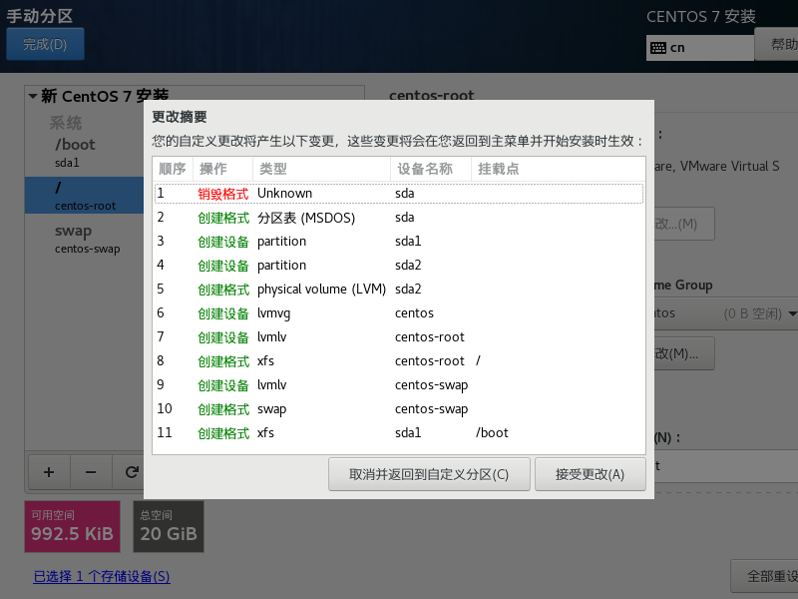 手动分区
CENTOS 7 安装
完成(D)
cn
帮助
新 CentOS 7 安装
centos-root
系统
/boot
sda1
/
centos-root
swap
centos-swap
更改摘要
您的自定义更改将产生以下变更，这些变更将会在您返回到主菜单并开始安装时生效：
顺序 操作 类型 设备名称 挂载点
1 销毁格式 Unknown sda
2 创建格式 分区表 (MSDOS) sda
3 创建设备 partition sda1
4 创建设备 partition sda2
5 创建格式 physical volume (LVM) sda2
6 创建设备 lvmvg centos
7 创建设备 lvmlv centos-root
8 创建格式 xfs centos-root /
9 创建设备 lvmlv centos-swap
10 创建格式 swap centos-swap
11 创建格式 xfs sda1 /boot
取消并返回到自定义分区(C) 接受更改(A)
：
are, VMware Virtual S
改...(M)
me Group
tos (0 B 空闲)
改(M)...
(N)：
t
可用空间
992.5 KiB
总空间
20 GiB
已选择 1 个存储设备(S)
全部重设